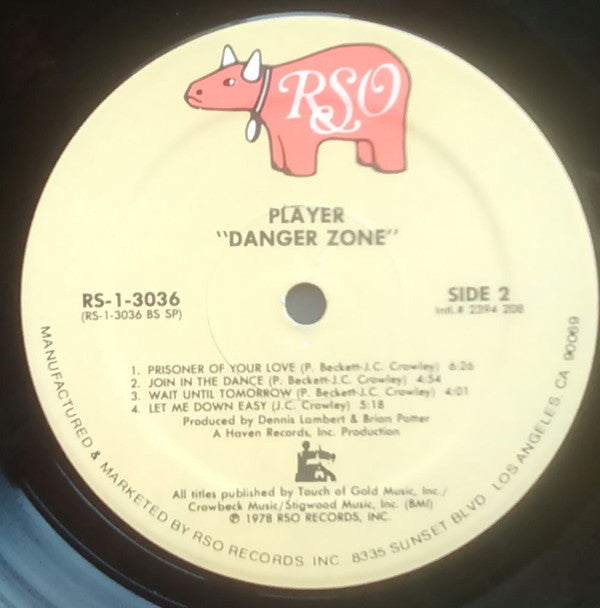 RSO
PLAYER
"DANGER ZONE"
RS-1-3036
(RS-1-3036 BS SP)
SIDE 2
Intl.# 2394 208
1. PRISONER OF YOUR LOVE (P. Beckett-J.C. Crowley) 6:26
2. JOIN IN THE DANCE (P. Beckett-J.C. Crowley) 4:54
3. WAIT UNTIL TOMORROW (P. Beckett-J.C. Crowley) 4:01
4. LET ME DOWN EASY (J.C. Crowley) 5:18
Produced by Dennis Lambert & Brian Potter
A Haven Records, Inc. Production
All titles published by Touch of Gold Music, Inc./
Crowbeck Music/Stigwood Music, Inc. (BMI)
℗ 1978 RSO RECORDS, INC.
MANUFACTURED & MARKETED BY RSO RECORDS INC 8335 SUNSET BLVD LOS ANGELES, CA 90069